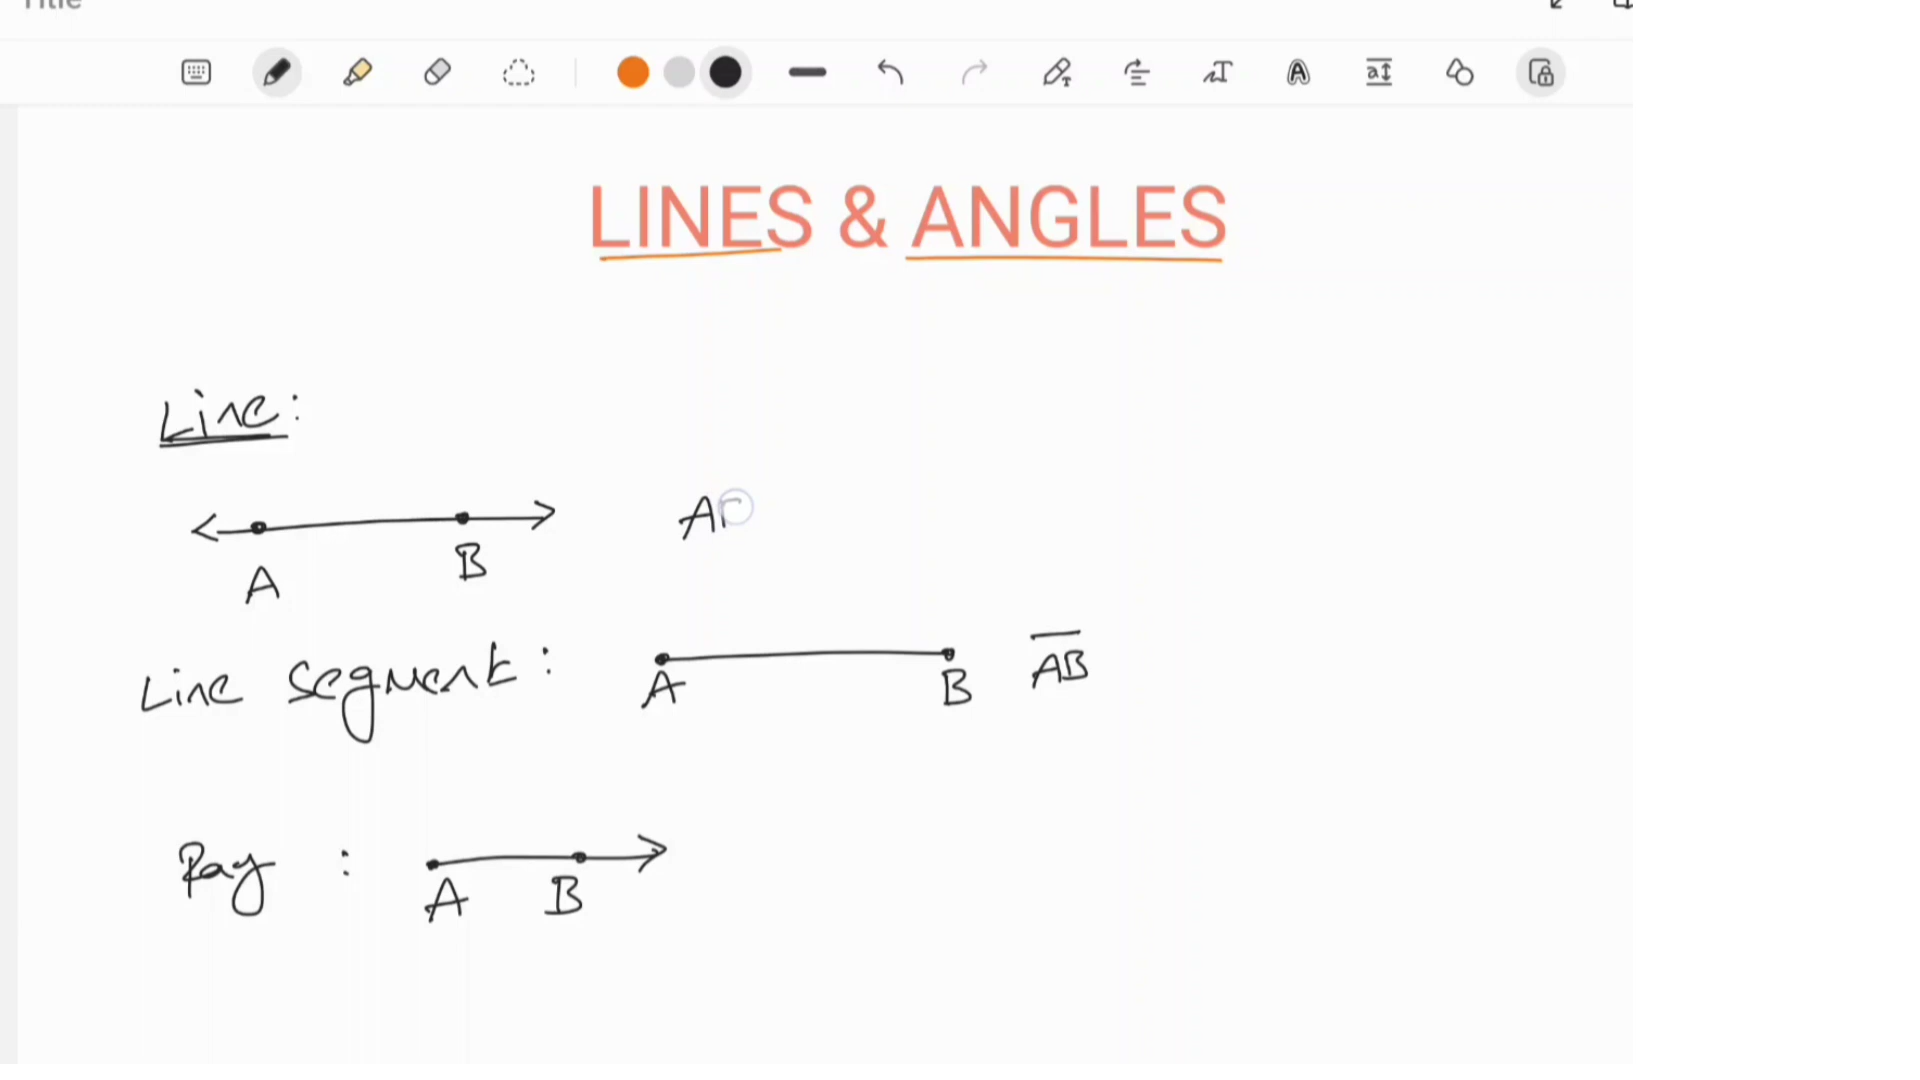 LINES & ANGLES
Line:
A B
Line segment: A B AB
Ray : A B